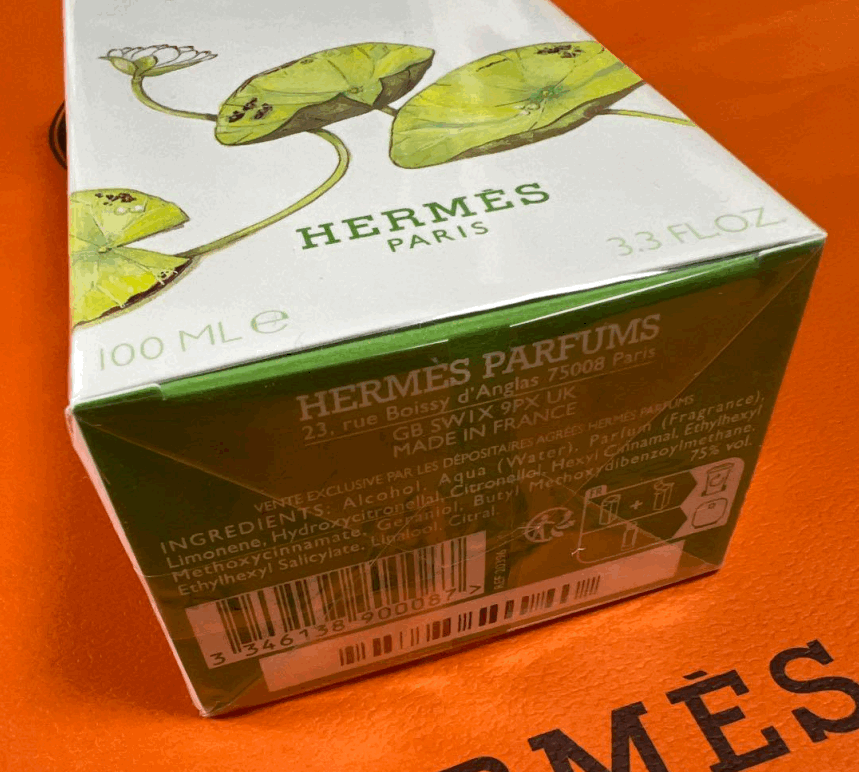 HERMÈS
PARIS
3.3 FL.OZ.
100 ML e
HERMÈS PARFUMS
23, rue Boissy d'Anglas 75008 Paris
GB SW1X 9PX UK
MADE IN FRANCE
VENTE EXCLUSIVE PAR LES DÉPOSITAIRES AGRÉÉS HERMÈS PARFUMS
INGREDIENTS: Alcohol, Aqua (Water), Parfum (Fragrance),
Limonene, Hydroxycitronellal, Citronellol, Hexyl Cinnamal, Ethylhexyl
Methoxycinnamate, Geraniol, Butyl Methoxydibenzoylmethane,
Ethylhexyl Salicylate, Linalool, Citral.
75% vol.
FR
3 346138 900087 >
RMÈS